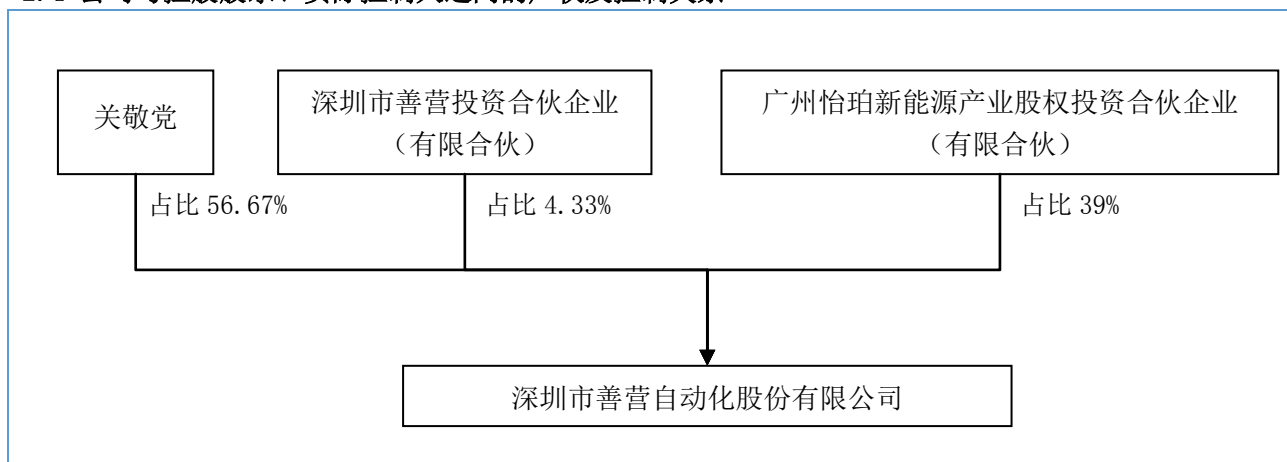 关敬党
深圳市善营投资合伙企业
（有限合伙）
广州怡珀新能源产业股权投资合伙企业
（有限合伙）
占比 56.67%
占比 4.33%
占比 39%
深圳市善营自动化股份有限公司